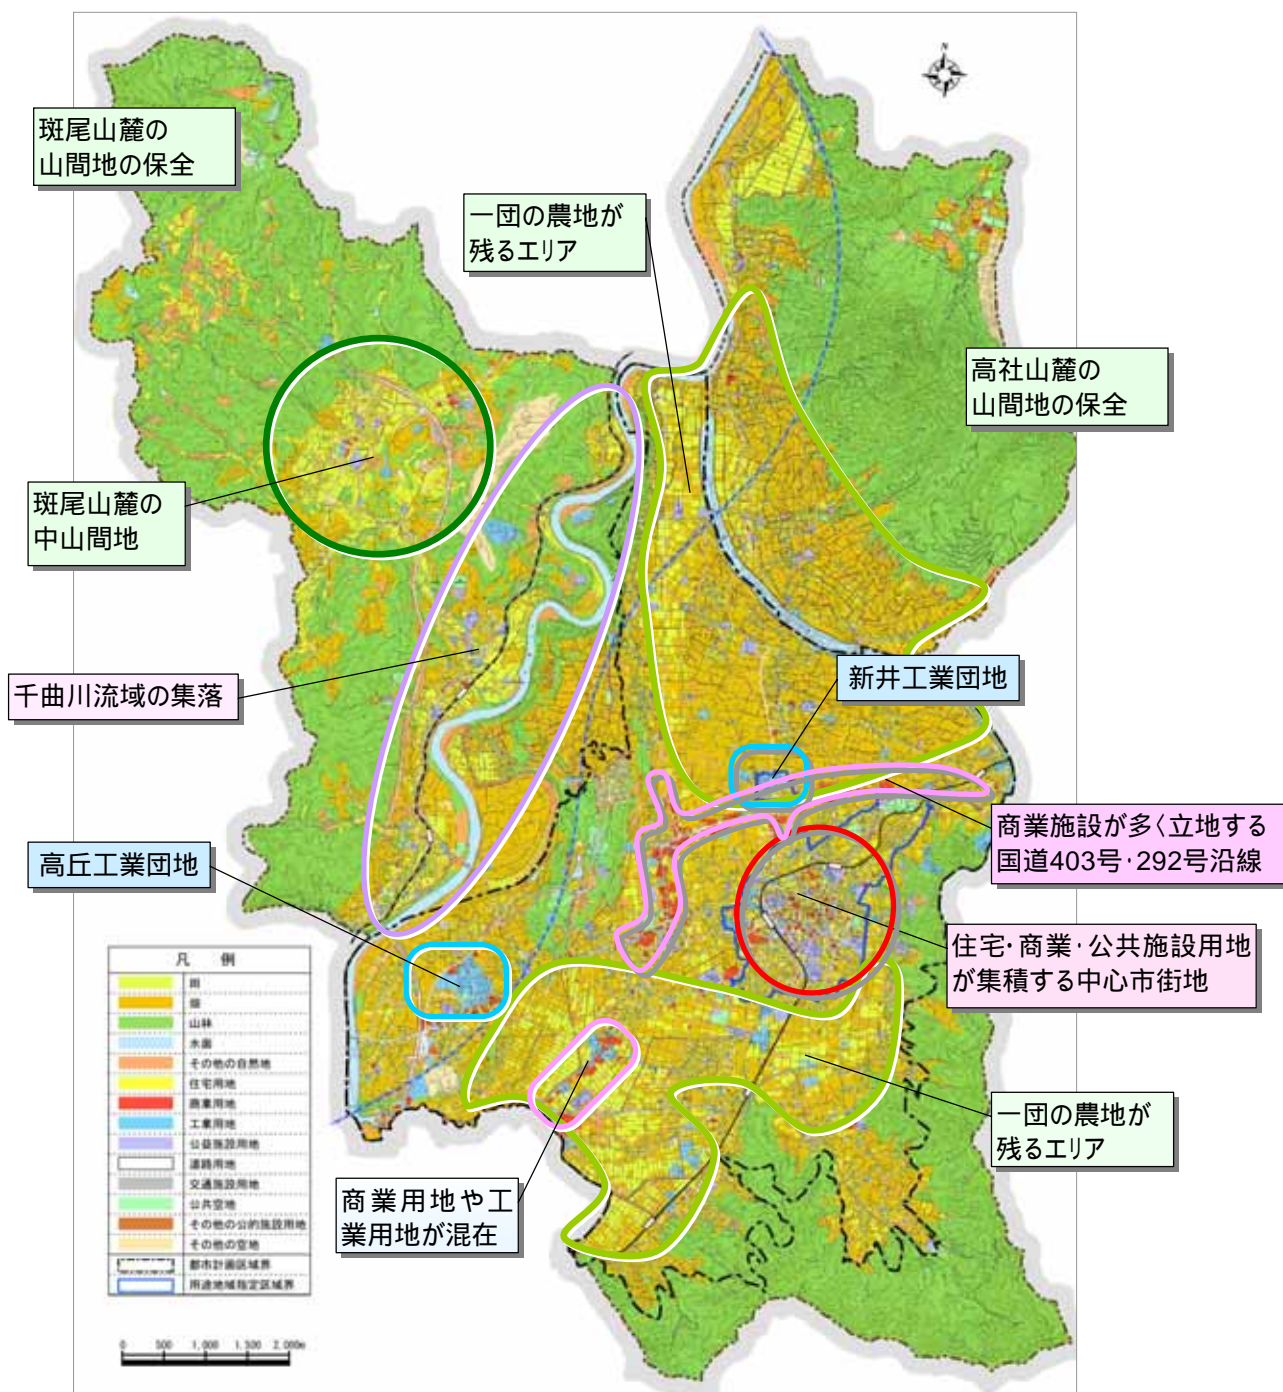 N
斑尾山麓の
山間地の保全
一団の農地が
残るエリア
高社山麓の
山間地の保全
斑尾山麓の
中山間地
千曲川流域の集落
新井工業団地
商業施設が多く立地する
国道403号・292号沿線
高丘工業団地
住宅・商業・公共施設用地
が集積する中心市街地
一団の農地が
残るエリア
商業用地や工
業用地が混在
凡 例
田
畑
山林
水面
その他の自然地
住宅用地
商業用地
工業用地
公益施設用地
道路用地
交通施設用地
公共空地
その他の公的施設用地
その他の空地
都市計画区域界
用途地域指定区域界
0 500 1,000 1,500 2,000m